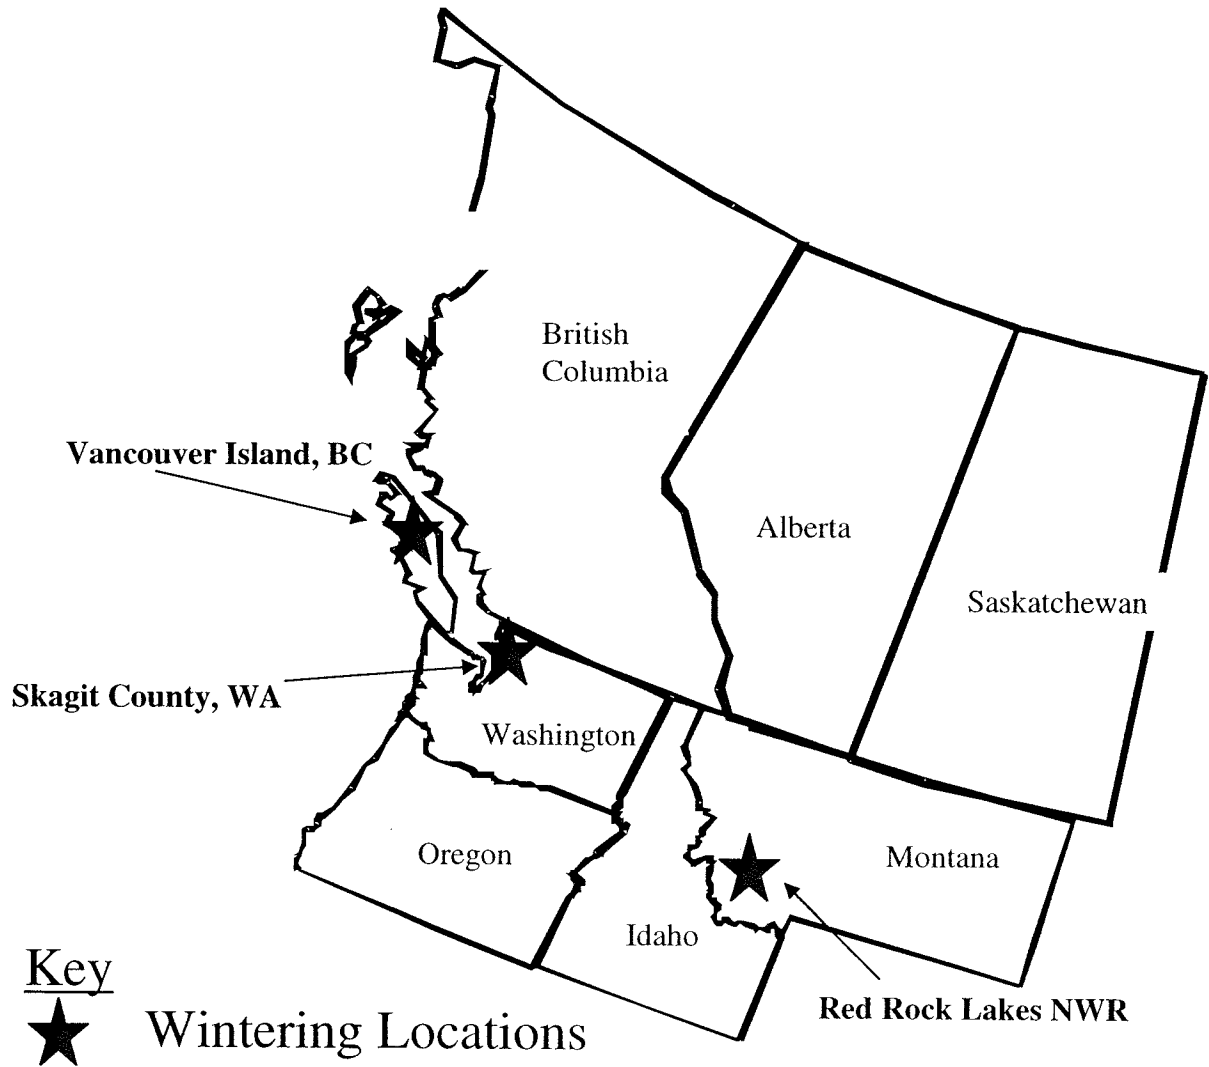 British
Columbia
Vancouver Island, BC
Alberta
Saskatchewan
Skagit County, WA
Washington
Oregon
Montana
Idaho
Key
Red Rock Lakes NWR
Wintering Locations